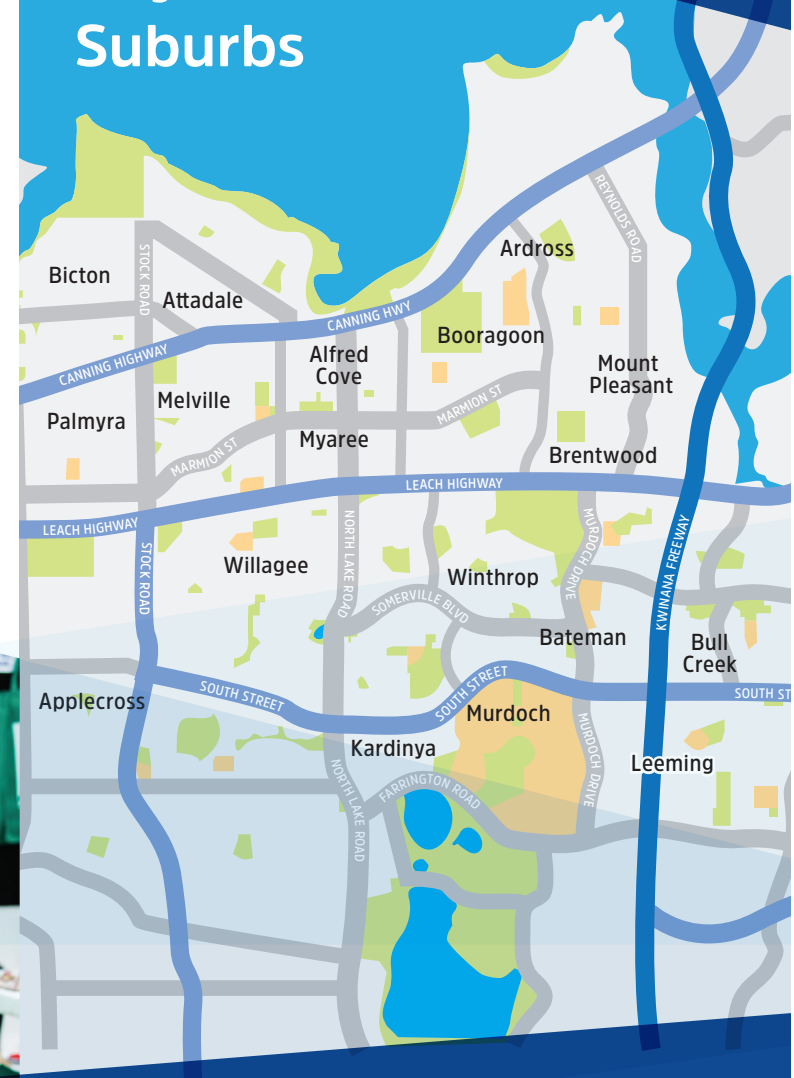 Suburbs
REYNOLDS ROAD
Ardross
STOCK ROAD
Bicton
Attadale
CANNING HWY
Booragoon
CANNING HIGHWAY
Alfred
Cove
Mount
Pleasant
Melville
MARMION ST
Palmyra
Myaree
MARMION ST
Brentwood
LEACH HIGHWAY
LEACH HIGHWAY
NORTH LAKE ROAD
MURDOCH DRIVE
KWINANA FREEWAY
STOCK ROAD
Willagee
Winthrop
SOMERVILLE BLVD
Bateman
Bull
Creek
SOUTH STREET
SOUTH STREET
SOUTH ST
Applecross
Murdoch
Kardinya
MURDOCH DRIVE
Leeming
NORTH LAKE ROAD
FARRINGTON ROAD